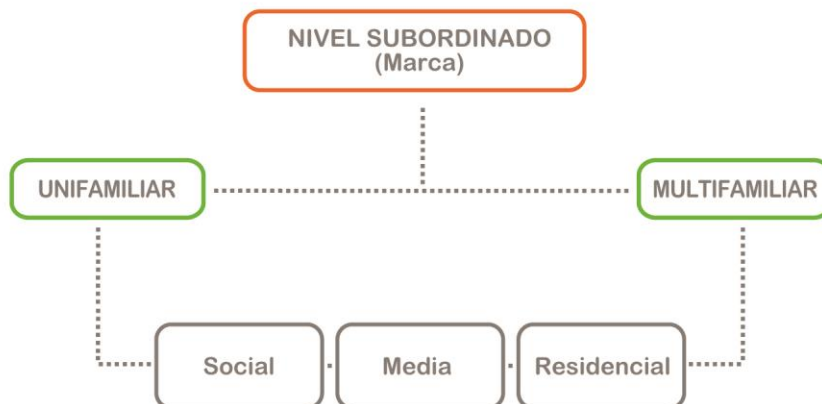 NIVEL SUBORDINADO
(Marca)
UNIFAMILIAR
MULTIFAMILIAR
Social
Media
Residencial